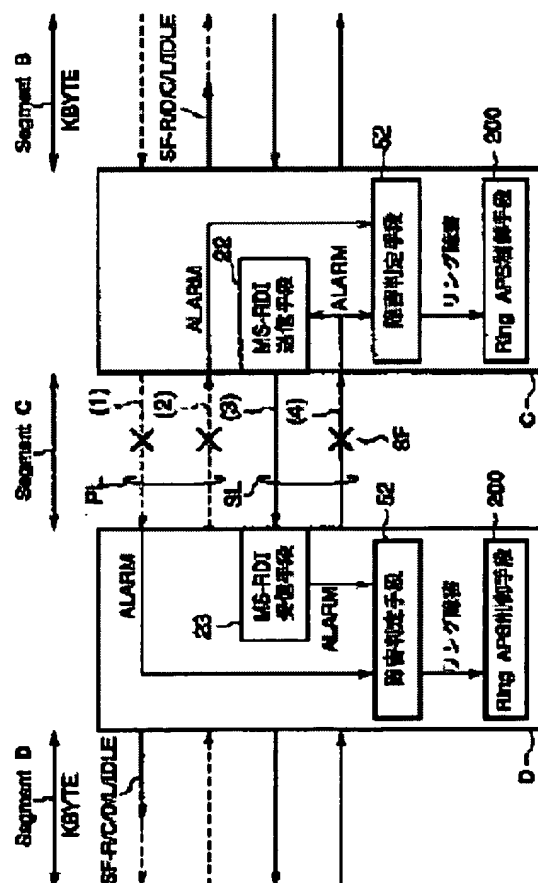 Segment D
KBYTE
SF-R/C/D/L/IDLE
ALARM
23
MS-RDI
受信手段
ALARM
52
障害判定手段
リング障害
200
Ring APS制御手段
D
Segment C
PL
(1)
(2)
SL
(3)
(4)
SF
ALARM
22
MS-RDI
送信手段
ALARM
52
障害判定手段
リング障害
200
Ring APS制御手段
C
Segment B
KBYTE
SF-R/D/C/L/IDLE